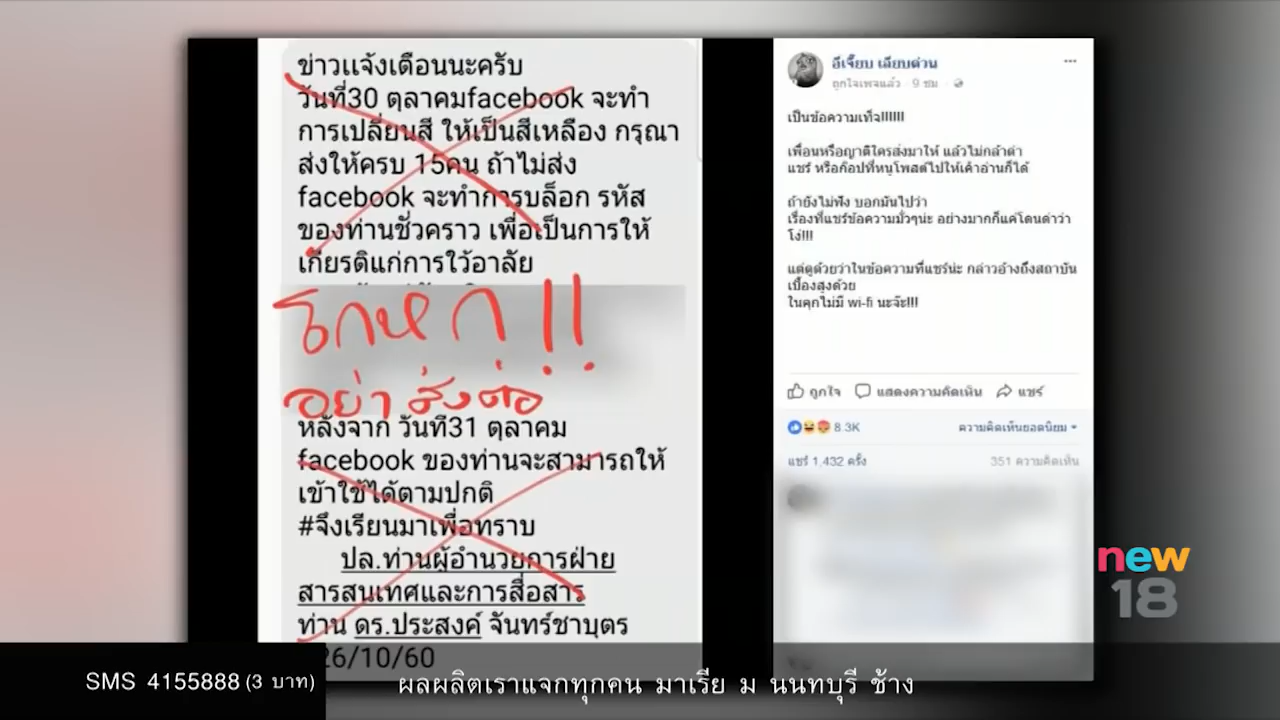 ข่าวแจ้งเตือนนะครับ
วันที่30 ตุลาคมfacebook จะทำ
การเปลี่ยนสี ให้เป็นสีเหลือง กรุณา
ส่งให้ครบ 15คน ถ้าไม่ส่ง
facebook จะทำการบล็อก รหัส
ของท่านชั่วคราว เพื่อเป็นการให้
เกียรติแก่การใว้อาลัย
โกหก!!
อย่าส่งต่อ
หลังจาก วันที่31 ตุลาคม
facebook ของท่านจะสามารถให้
เข้าใช้ได้ตามปกติ
#จึงเรียนมาเพื่อทราบ
ปล.ท่านผู้อำนวยการฝ่าย
สารสนเทศและการสื่อสาร
ท่าน ดร.ประสงค์ จันทร์ชาบุตร
26/10/60
อีเจี๊ยบ เลียบด่วน
ถูกใจเพจแล้ว · 9 ชม ·
เป็นข้อความเท็จ!!!!!!
เพื่อนหรือญาติใครส่งมาให้ แล้วไม่กล้าด่า
แชร์ หรือก๊อปที่หนูโพสต์ไปให้เค้าอ่านก็ได้
ถ้ายังไม่ฟัง บอกมันไปว่า
เรื่องที่แชร์ข้อความมั่วๆน่ะ อย่างมากก็แค่โดนด่าว่า
โง่!!!
แต่ดูด้วยว่าในข้อความที่แชร์น่ะ กล่าวอ้างถึงสถาบัน
เบื้องสูงด้วย
ในคุกไม่มี wi-fi นะจ๊ะ!!!
ถูกใจ แสดงความคิดเห็น แชร์
8.3K ความคิดเห็นยอดนิยม
แชร์ 1,432 ครั้ง 351 ความคิดเห็น
new
18
SMS 4155888 (3 บาท) ผลผลิตเราแจกทุกคน มาเรีย ม นนทบุรี ช้าง